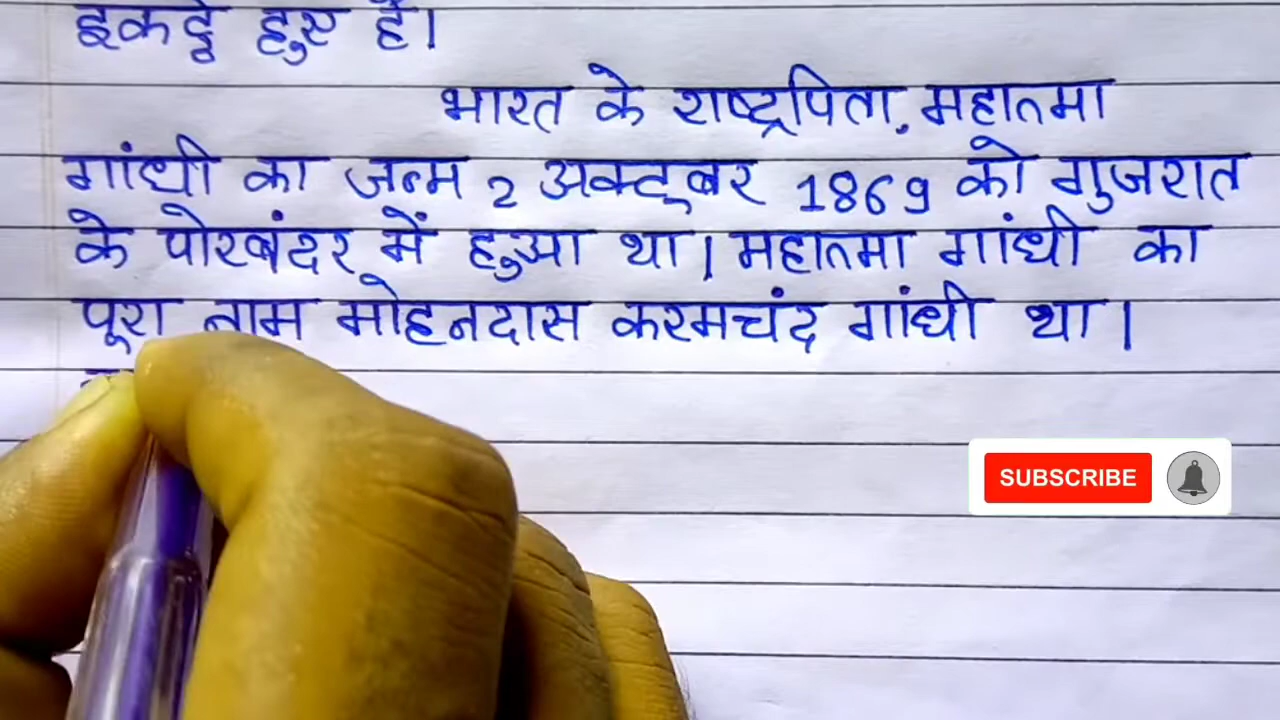 इकट्ठे हुए हैं।
भारत के राष्ट्रपिता, महात्मा
गांधी का जन्म 2 अक्टूबर 1869 को गुजरात
के पोरबंदर में हुआ था। महात्मा गांधी का
पूरा नाम मोहनदास करमचंद गांधी था।
SUBSCRIBE